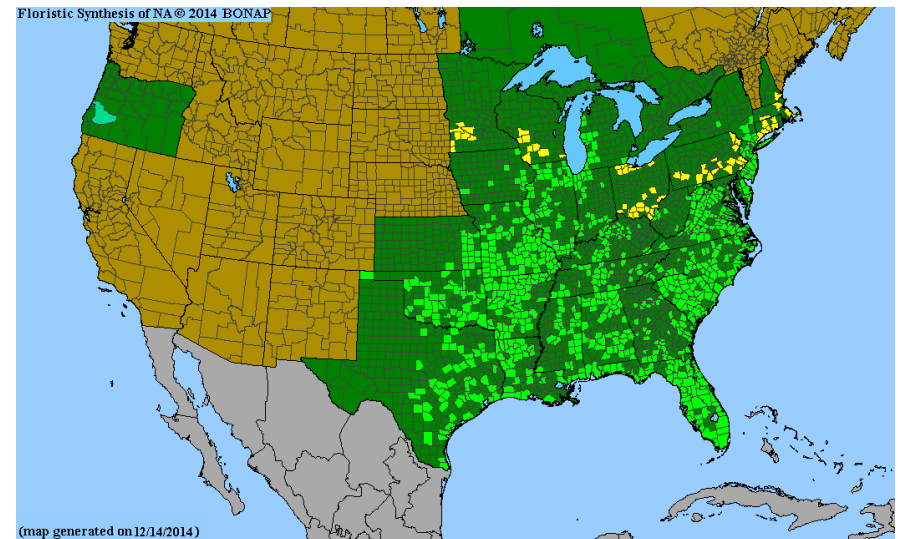 Floristic Synthesis of NA © 2014 BONAP
(map generated on 12/14/2014)